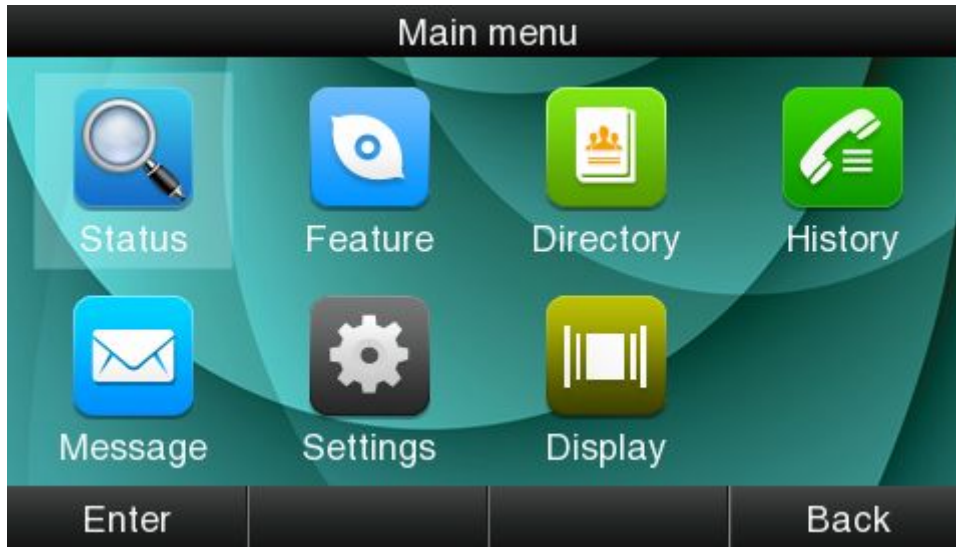 Main menu
Status Feature Directory History
Message Settings Display
Enter Back